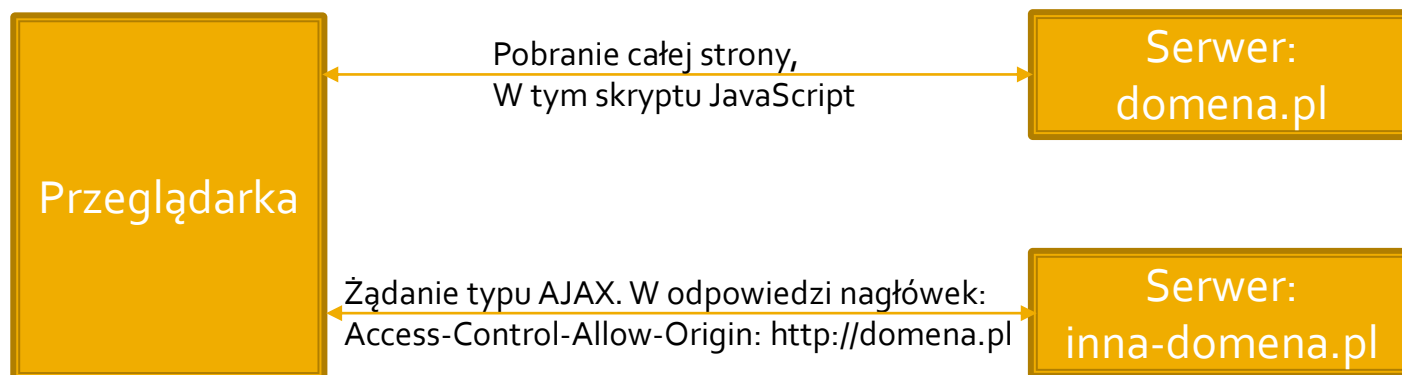 Pobranie całej strony,
W tym skryptu JavaScript
Serwer:
domena.pl
Przeglądarka
Żądanie typu AJAX. W odpowiedzi nagłówek:
Access-Control-Allow-Origin: http://domena.pl
Serwer:
inna-domena.pl